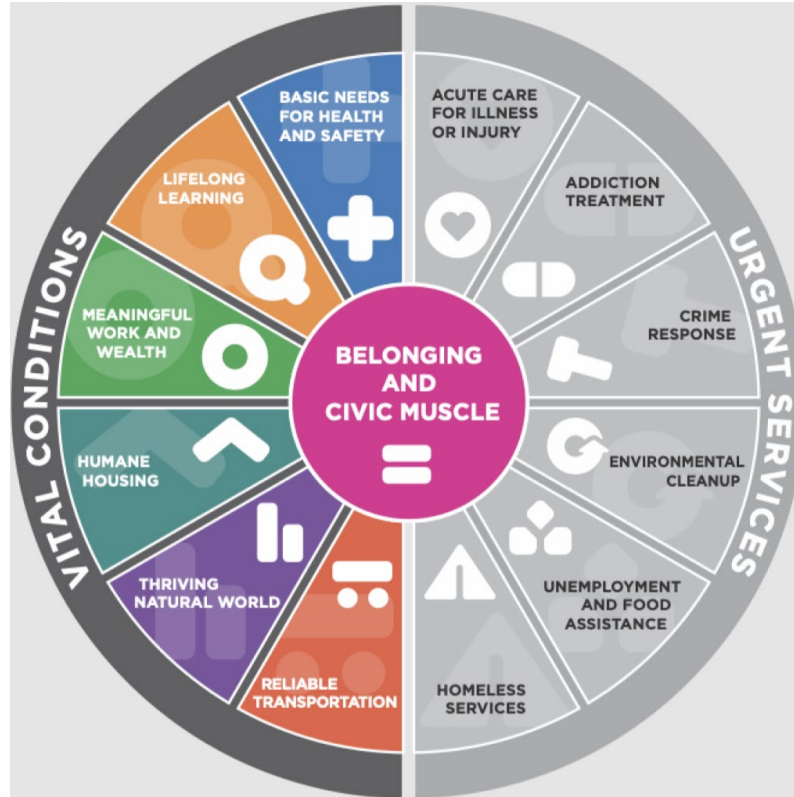 VITAL CONDITIONS
BASIC NEEDS
FOR HEALTH
AND SAFETY
LIFELONG
LEARNING
MEANINGFUL
WORK AND
WEALTH
HUMANE
HOUSING
THRIVING
NATURAL WORLD
RELIABLE
TRANSPORTATION
BELONGING
AND
CIVIC MUSCLE
URGENT SERVICES
ACUTE CARE
FOR ILLNESS
OR INJURY
ADDICTION
TREATMENT
CRIME
RESPONSE
ENVIRONMENTAL
CLEANUP
UNEMPLOYMENT
AND FOOD
ASSISTANCE
HOMELESS
SERVICES